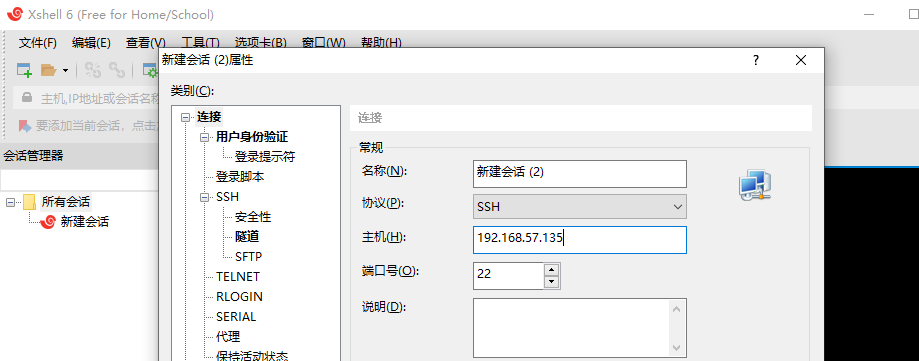 Xshell 6 (Free for Home/School)
文件(F) 编辑(E) 查看(V) 工具(T) 选项卡(B) 窗口(W) 帮助(H)
新建会话 (2)属性
主机,IP地址或会话名称
要添加当前会话，点击
会话管理器
所有会话
新建会话
类别(C):
连接
用户身份验证
登录提示符
登录脚本
SSH
安全性
隧道
SFTP
TELNET
RLOGIN
SERIAL
代理
保持活动状态
连接
常规
名称(N): 新建会话 (2)
协议(P): SSH
主机(H): 192.168.57.135
端口号(O): 22
说明(D):